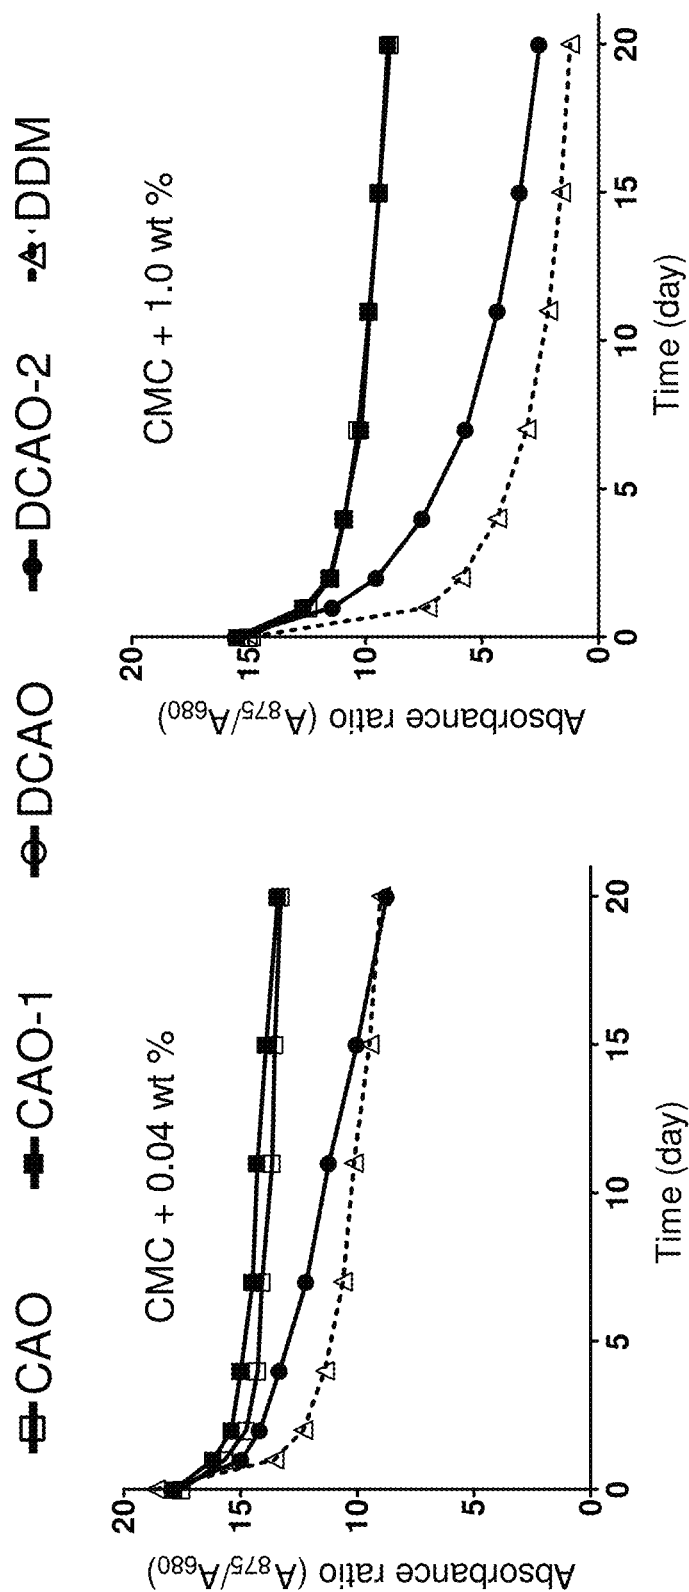 CAO CAO-1 DCAO DCAO-2 DDM
CMC + 0.04 wt %
Absorbance ratio (A875/A680)
20
15
10
5
0
0 5 10 15 20
Time (day)
CMC + 1.0 wt %
Absorbance ratio (A875/A680)
20
15
10
5
0
0 5 10 15 20
Time (day)